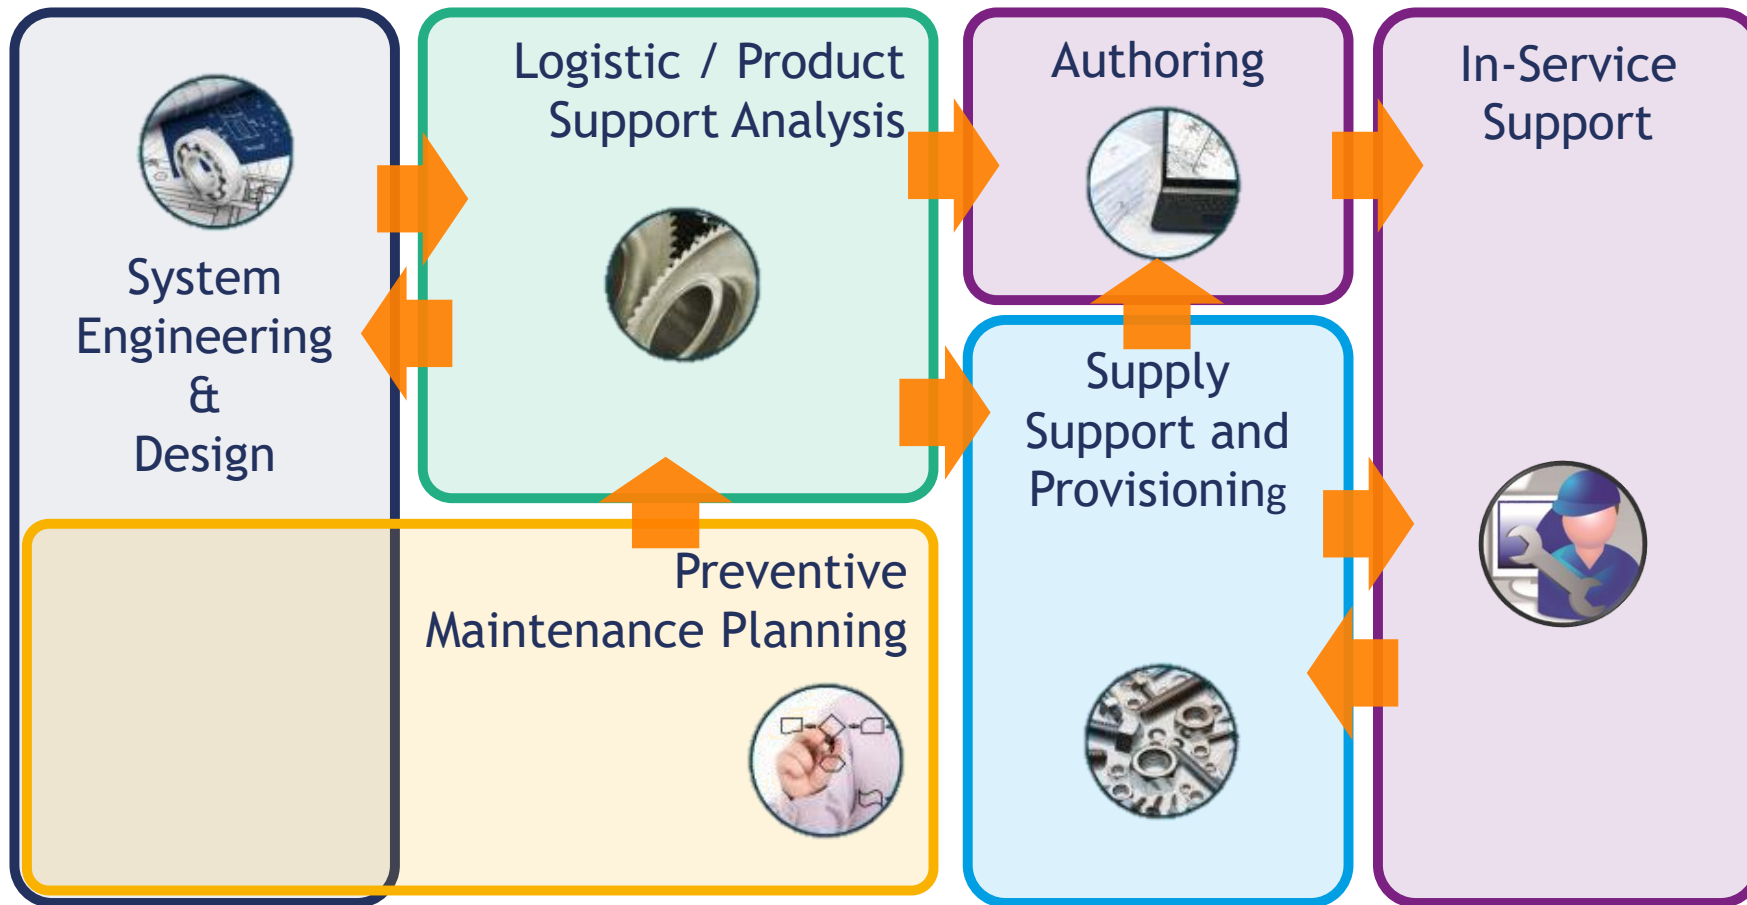 System
Engineering
&
Design
Logistic / Product
Support Analysis
Preventive
Maintenance Planning
Authoring
Supply
Support and
Provisioning
In-Service
Support